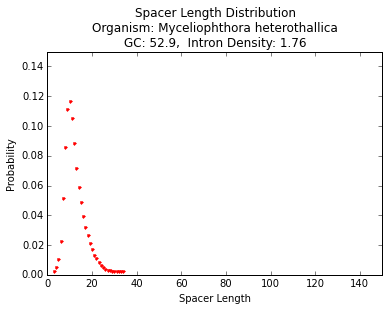 Spacer Length Distribution
Organism: Myceliophthora heterothallica
GC: 52.9,  Intron Density: 1.76
0.14
0.12
0.10
0.08
0.06
0.04
0.02
0.00
Probability
0 20 40 60 80 100 120 140
Spacer Length